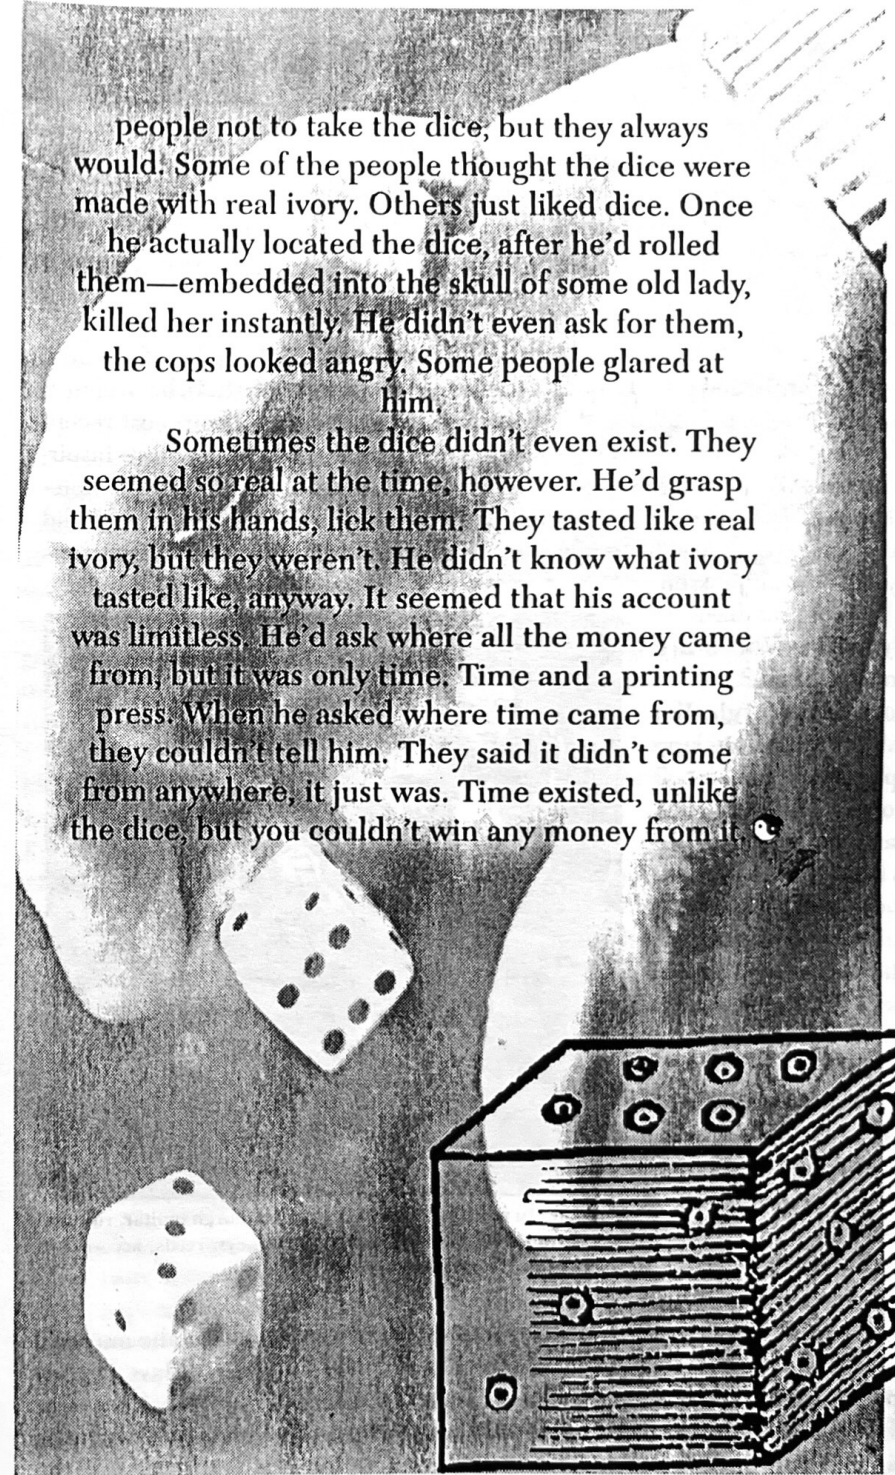 people not to take the dice, but they always
would. Some of the people thought the dice were
made with real ivory. Others just liked dice. Once
he actually located the dice, after he'd rolled
them—embedded into the skull of some old lady,
killed her instantly. He didn't even ask for them,
the cops looked angry. Some people glared at
him.
Sometimes the dice didn't even exist. They
seemed so real at the time, however. He'd grasp
them in his hands, lick them. They tasted like real
ivory, but they weren't. He didn't know what ivory
tasted like, anyway. It seemed that his account
was limitless. He'd ask where all the money came
from, but it was only time. Time and a printing
press. When he asked where time came from,
they couldn't tell him. They said it didn't come
from anywhere, it just was. Time existed, unlike
the dice, but you couldn't win any money from it.